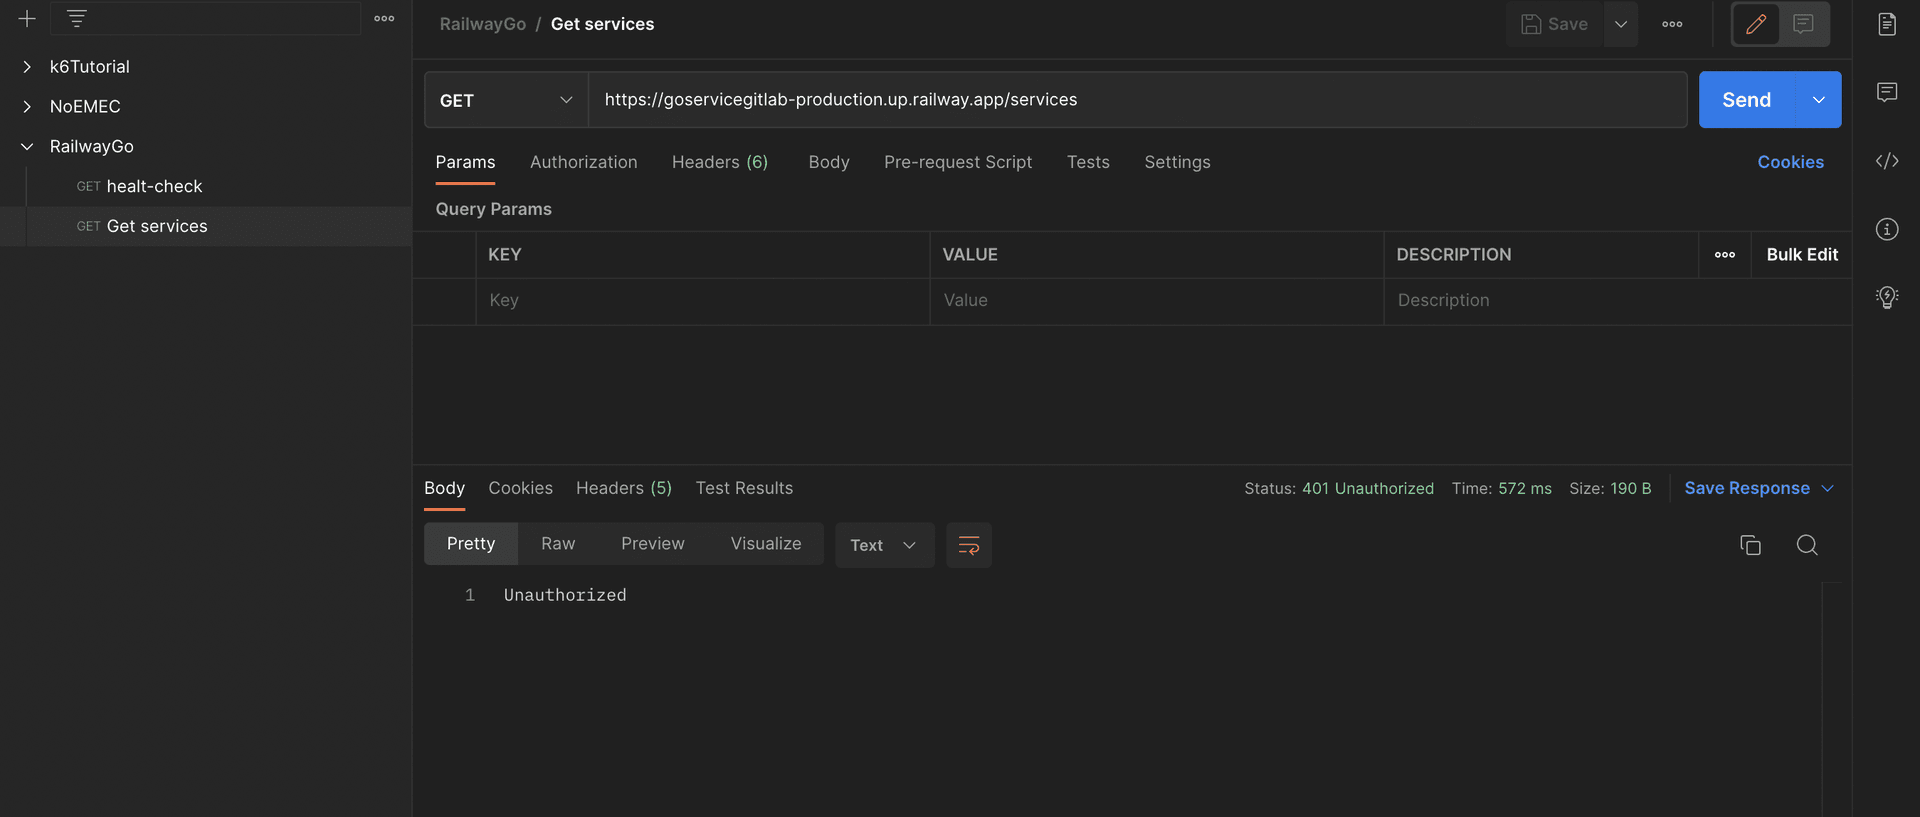 RailwayGo / Get services
Save
k6Tutorial
NoEMEC
RailwayGo
GET healt-check
GET Get services
GET
https://goservicegitlab-production.up.railway.app/services
Send
Params Authorization Headers (6) Body Pre-request Script Tests Settings Cookies
Query Params
KEY VALUE DESCRIPTION Bulk Edit
Key Value Description
Body Cookies Headers (5) Test Results Status: 401 Unauthorized Time: 572 ms Size: 190 B Save Response
Pretty Raw Preview Visualize Text
1 Unauthorized